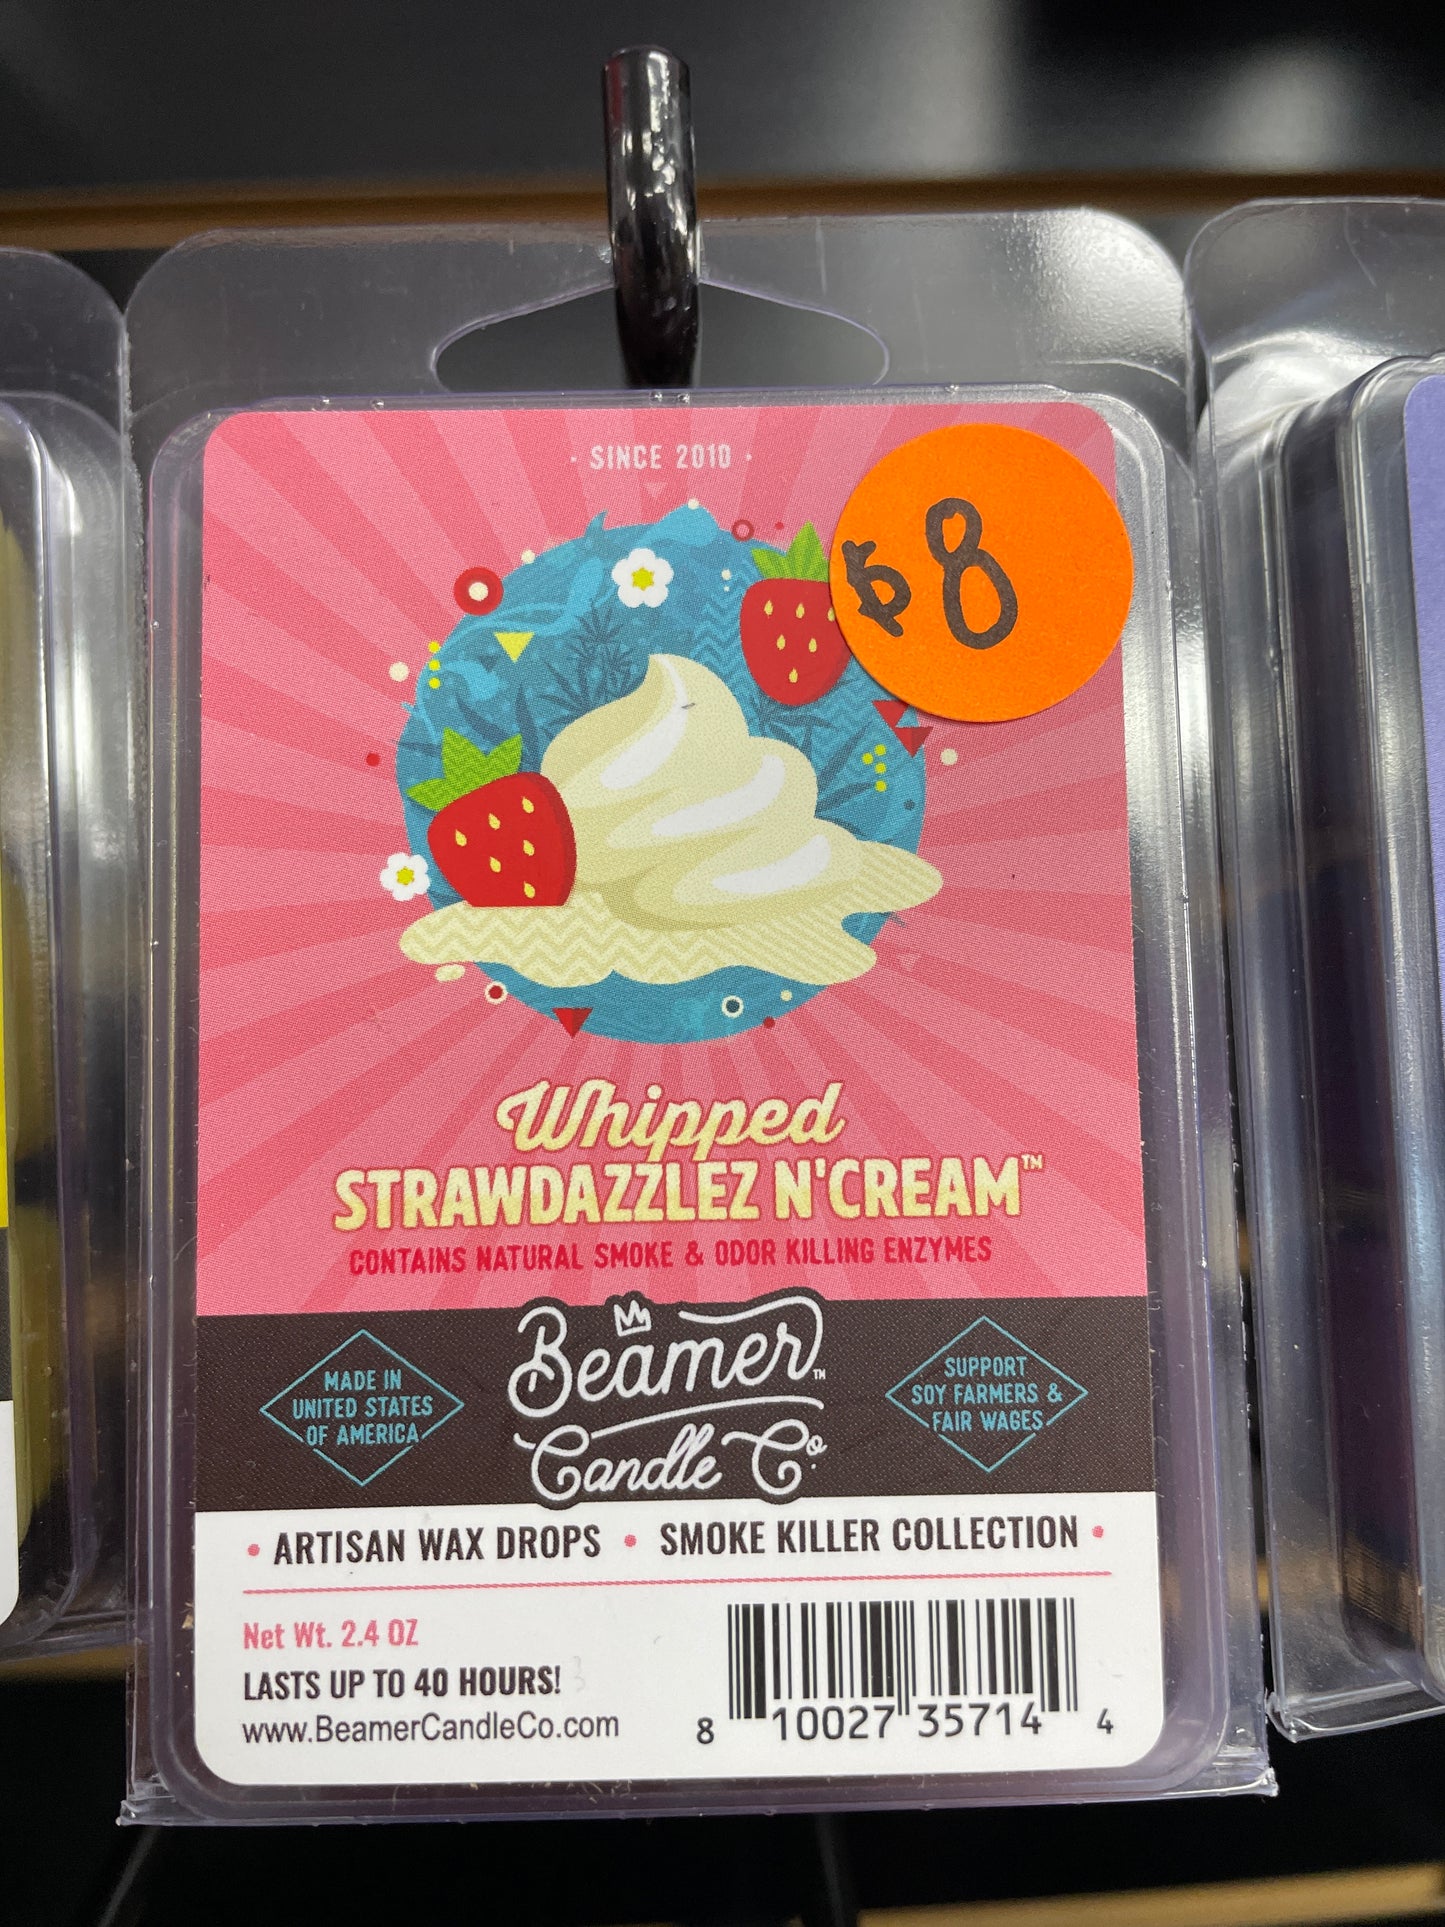 · SINCE 2010 ·
$8
Whipped
STRAWDAZZLEZ N'CREAM™
CONTAINS NATURAL SMOKE & ODOR KILLING ENZYMES
MADE IN
UNITED STATES
OF AMERICA
Beamer™
Candle Co.
SUPPORT
SOY FARMERS &
FAIR WAGES
• ARTISAN WAX DROPS • SMOKE KILLER COLLECTION •
Net Wt. 2.4 OZ
LASTS UP TO 40 HOURS!
www.BeamerCandleCo.com
8 10027 35714 4